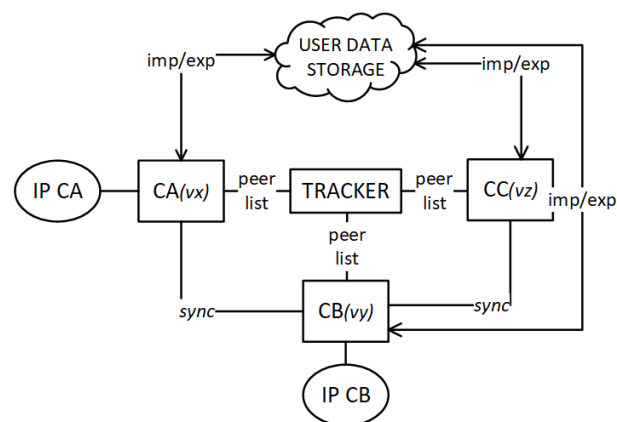 USER DATA
STORAGE
imp/exp
imp/exp
IP CA
CA(vx)
peer
list
TRACKER
peer
list
CC(vz)
imp/exp
peer
list
sync
CB(vy)
sync
IP CB